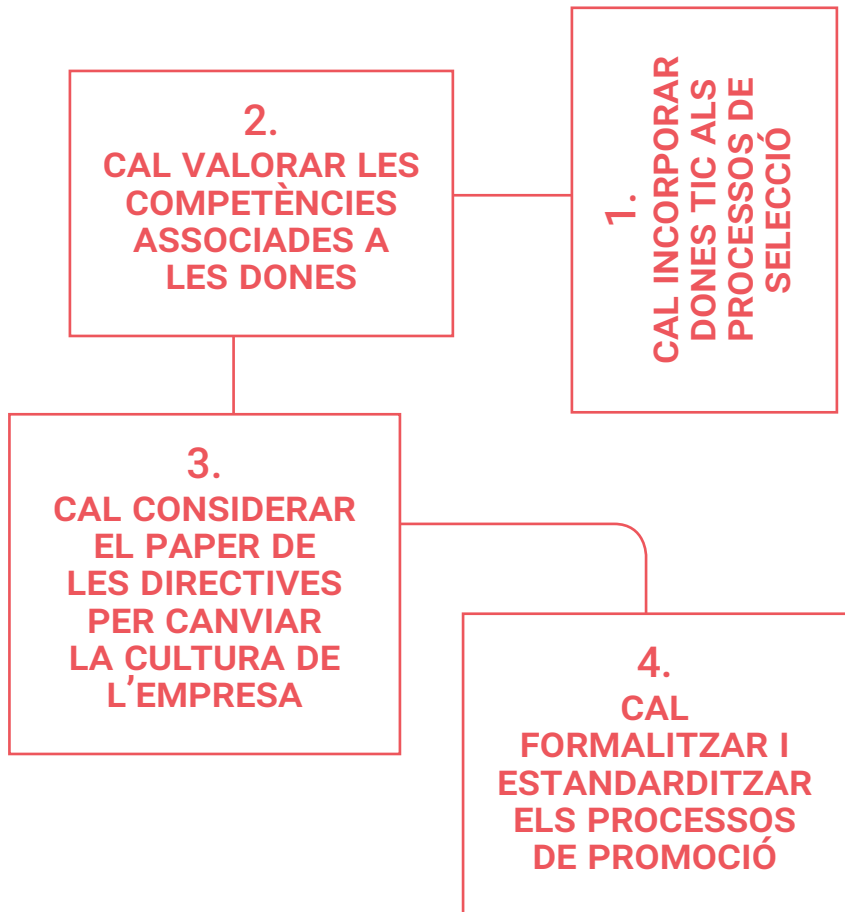 1.
CAL INCORPORAR
DONES TIC ALS
PROCESSOS DE
SELECCIÓ
2.
CAL VALORAR LES
COMPETÈNCIES
ASSOCIADES A
LES DONES
3.
CAL CONSIDERAR
EL PAPER DE
LES DIRECTIVES
PER CANVIAR
LA CULTURA DE
L'EMPRESA
4.
CAL
FORMALITZAR I
ESTANDARDITZAR
ELS PROCESSOS
DE PROMOCIÓ